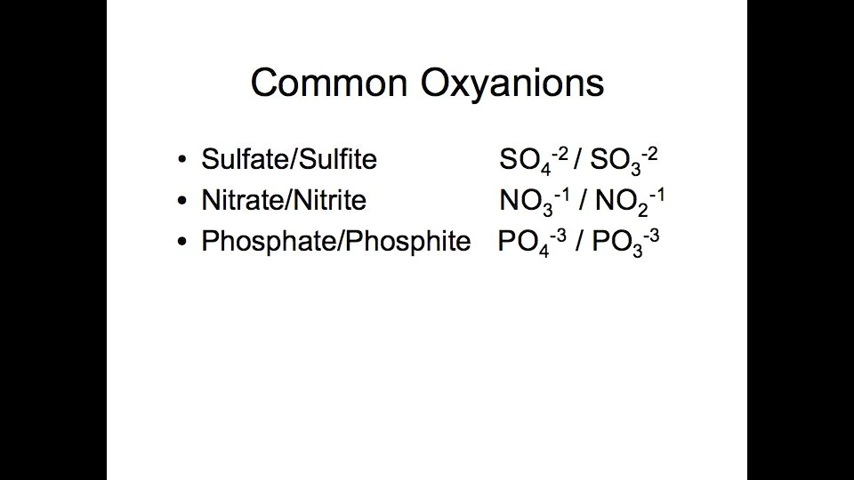 Common Oxyanions
• Sulfate/Sulfite SO₄⁻² / SO₃⁻²
• Nitrate/Nitrite NO₃⁻¹ / NO₂⁻¹
• Phosphate/Phosphite PO₄⁻³ / PO₃⁻³